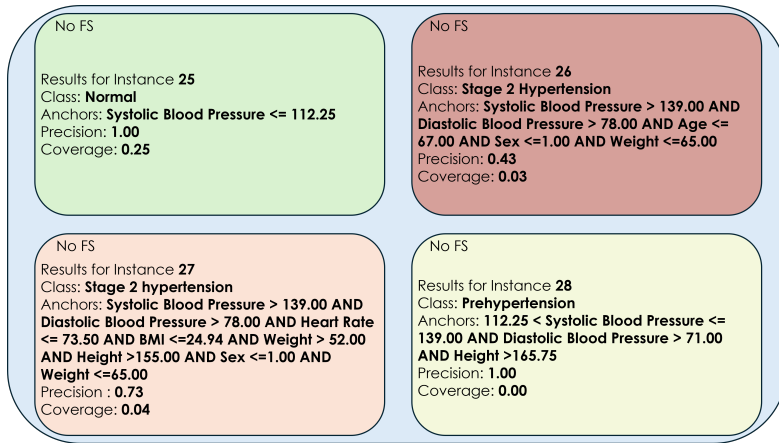 No FS
Results for Instance 25
Class: Normal
Anchors: Systolic Blood Pressure <= 112.25
Precision: 1.00
Coverage: 0.25
No FS
Results for Instance 26
Class: Stage 2 Hypertension
Anchors: Systolic Blood Pressure > 139.00 AND
Diastolic Blood Pressure > 78.00 AND Age <=
67.00 AND Sex <=1.00 AND Weight <=65.00
Precision: 0.43
Coverage: 0.03
No FS
Results for Instance 27
Class: Stage 2 hypertension
Anchors: Systolic Blood Pressure > 139.00 AND
Diastolic Blood Pressure > 78.00 AND Heart Rate
<= 73.50 AND BMI <=24.94 AND Weight > 52.00
AND Height >155.00 AND Sex <=1.00 AND
Weight <=65.00
Precision : 0.73
Coverage: 0.04
No FS
Results for Instance 28
Class: Prehypertension
Anchors: 112.25 < Systolic Blood Pressure <=
139.00 AND Diastolic Blood Pressure > 71.00
AND Height >165.75
Precision: 1.00
Coverage: 0.00